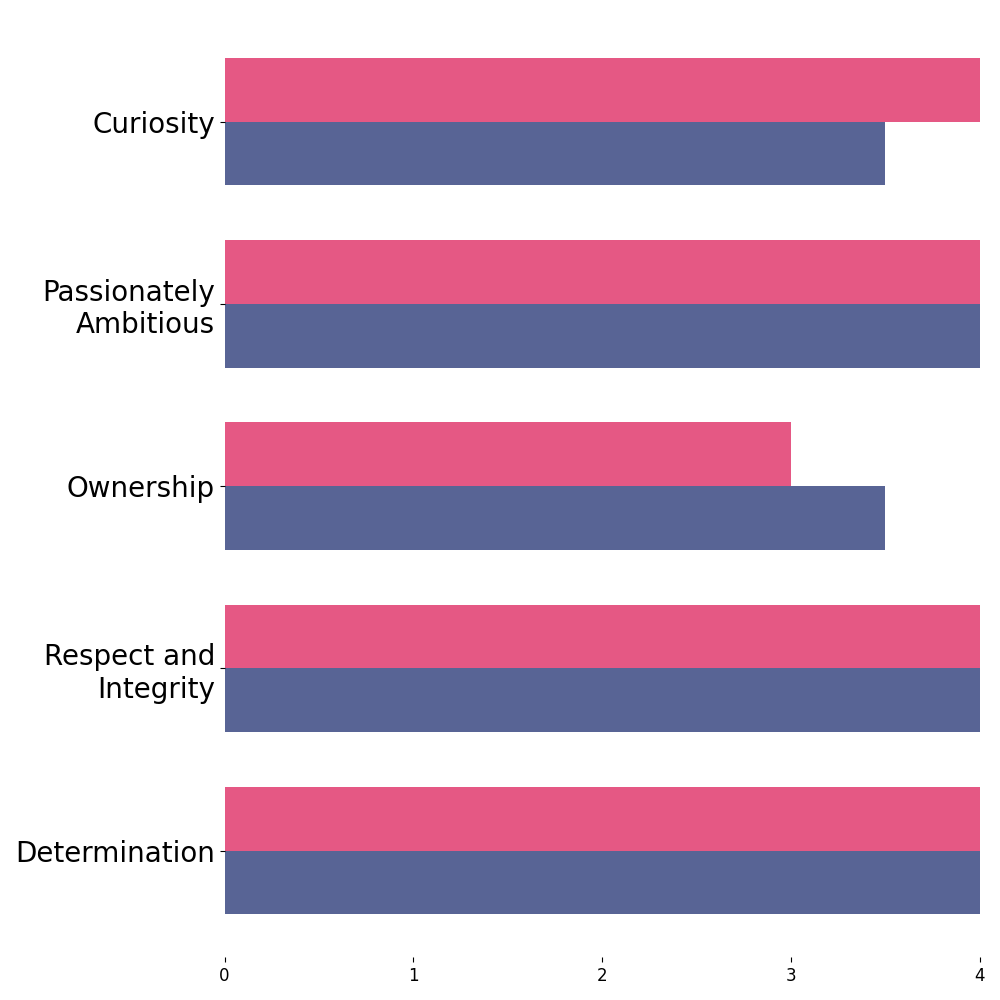 Curiosity
Passionately
Ambitious
Ownership
Respect and
Integrity
Determination
0 1 2 3 4